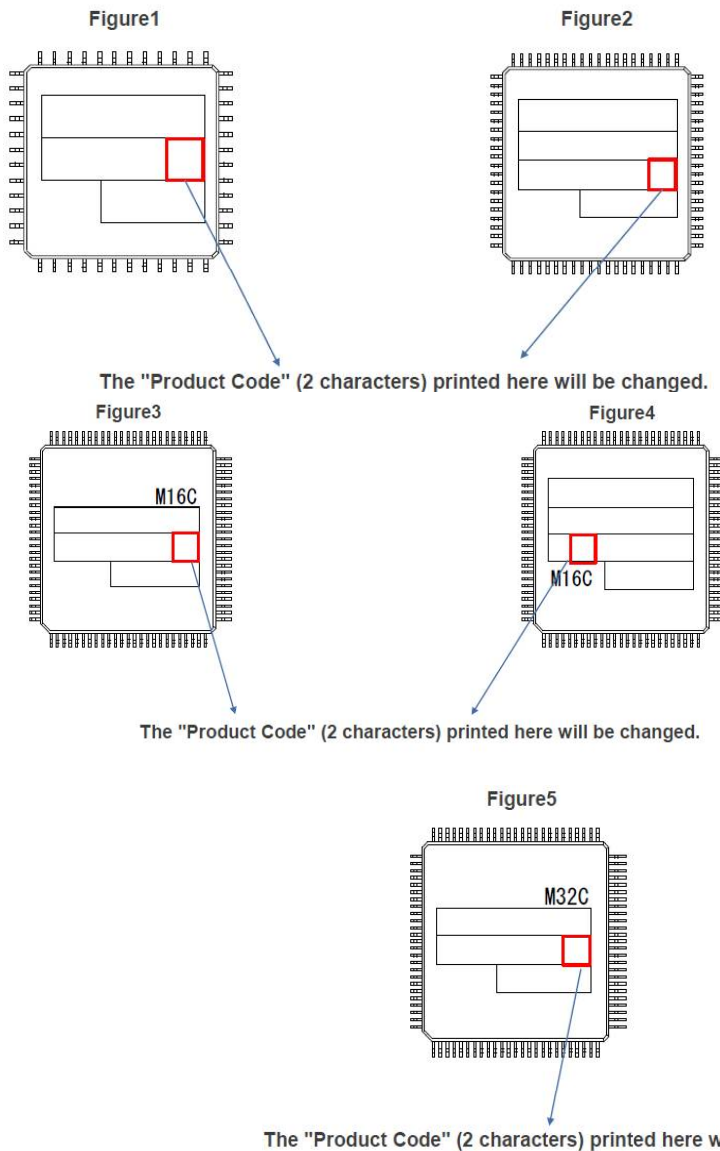 Figure1
Figure2
The "Product Code" (2 characters) printed here will be changed.
Figure3
Figure4
M16C
M16C
The "Product Code" (2 characters) printed here will be changed.
Figure5
M32C
The "Product Code" (2 characters) printed here